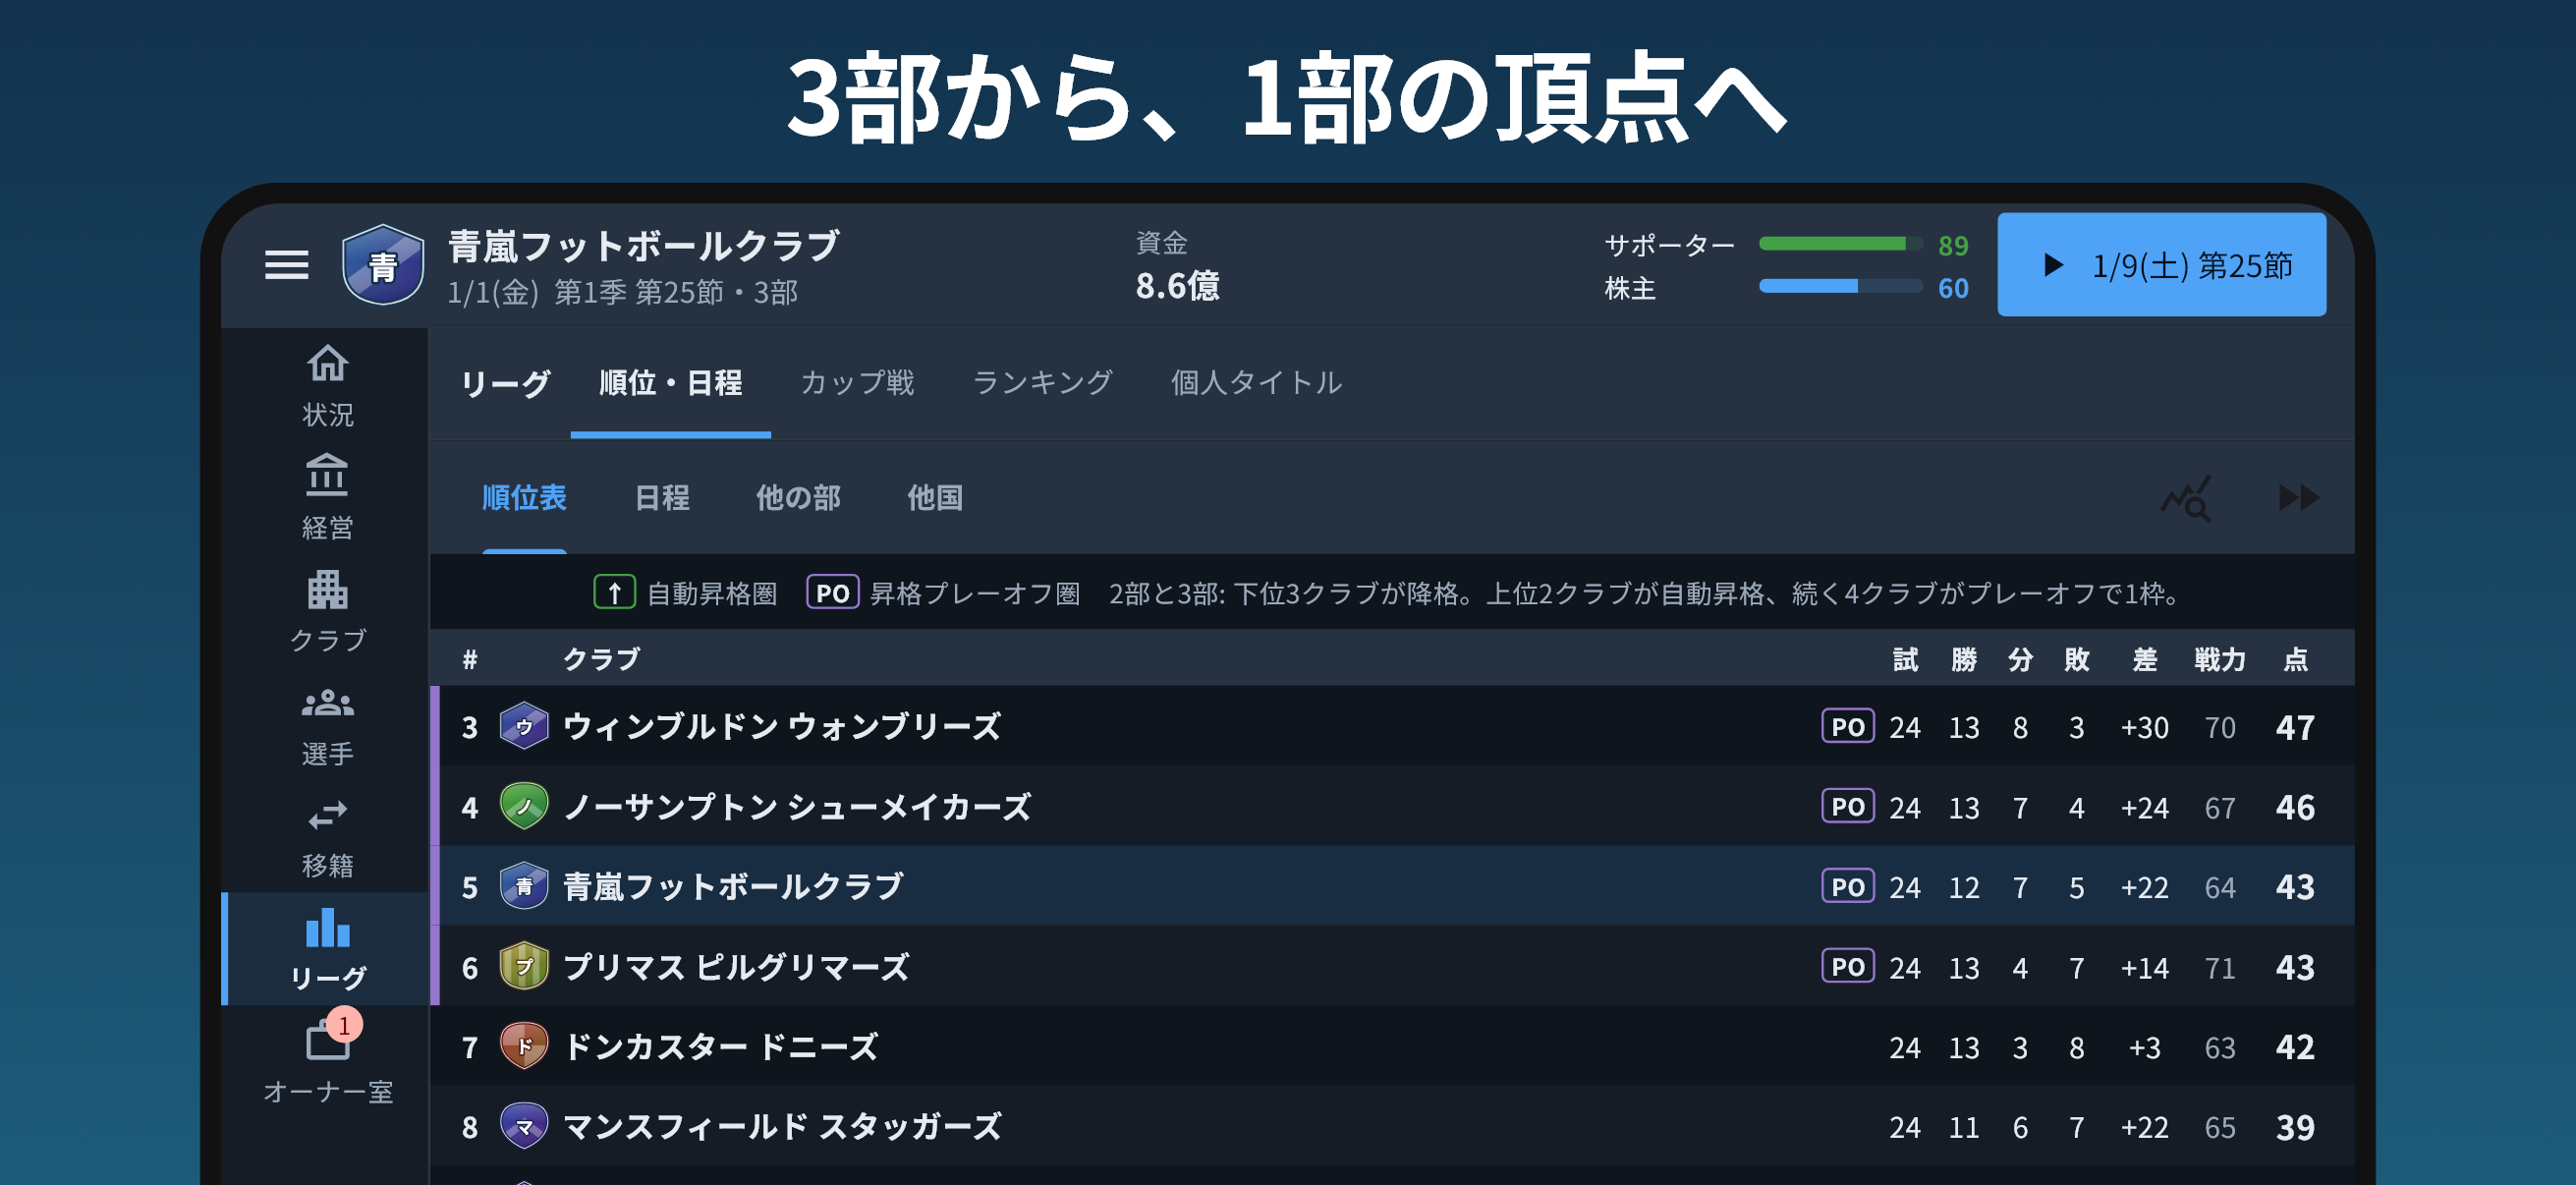 3部から、1部の頂点へ
青
青嵐フットボールクラブ
1/1(金) 第1季 第25節・3部
資金
8.6億
サポーター 89
株主 60
1/9(土) 第25節
状況
経営
クラブ
選手
移籍
リーグ
1
オーナー室
リーグ 順位・日程 カップ戦 ランキング 個人タイトル
順位表 日程 他の部 他国
↑ 自動昇格圏 PO 昇格プレーオフ圏 2部と3部: 下位3クラブが降格。上位2クラブが自動昇格、続く4クラブがプレーオフで1枠。
# クラブ 試 勝 分 敗 差 戦力 点
3 ウ ウィンブルドン ウォンブリーズ PO 24 13 8 3 +30 70 47
4 ノ ノーサンプトン シューメイカーズ PO 24 13 7 4 +24 67 46
5 青 青嵐フットボールクラブ PO 24 12 7 5 +22 64 43
6 プ プリマス ピルグリマーズ PO 24 13 4 7 +14 71 43
7 ド ドンカスター ドニーズ 24 13 3 8 +3 63 42
8 マ マンスフィールド スタッガーズ 24 11 6 7 +22 65 39